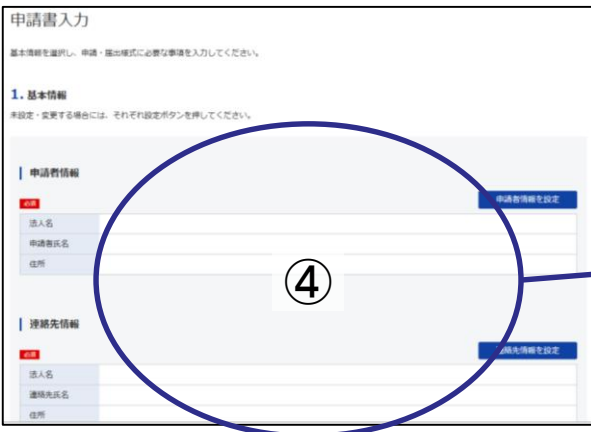 申請書入力
基本情報を選択し、申請・届出様式に必要な事項を入力してください。
1. 基本情報
未設定・変更する場合には、それぞれ設定ボタンを押してください。
申請者情報
必須
申請者情報を設定
法人名
申請者氏名
住所
④
連絡先情報
必須
連絡先情報を設定
法人名
連絡先氏名
住所